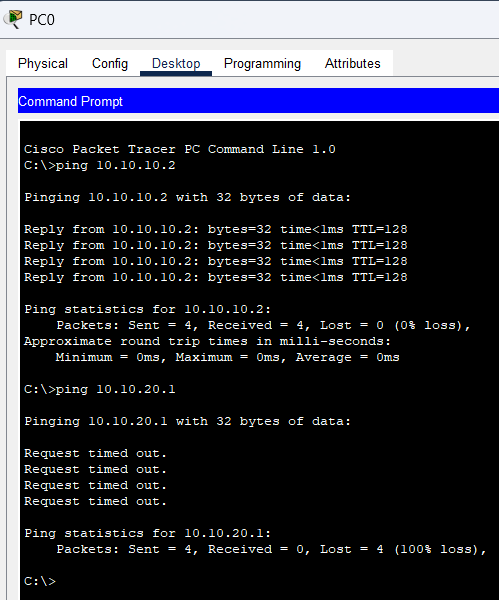 PC0
Physical Config Desktop Programming Attributes
Command Prompt
Cisco Packet Tracer PC Command Line 1.0
C:\>ping 10.10.10.2
Pinging 10.10.10.2 with 32 bytes of data:
Reply from 10.10.10.2: bytes=32 time<1ms TTL=128
Reply from 10.10.10.2: bytes=32 time<1ms TTL=128
Reply from 10.10.10.2: bytes=32 time<1ms TTL=128
Reply from 10.10.10.2: bytes=32 time<1ms TTL=128
Ping statistics for 10.10.10.2:
Packets: Sent = 4, Received = 4, Lost = 0 (0% loss),
Approximate round trip times in milli-seconds:
Minimum = 0ms, Maximum = 0ms, Average = 0ms
C:\>ping 10.10.20.1
Pinging 10.10.20.1 with 32 bytes of data:
Request timed out.
Request timed out.
Request timed out.
Request timed out.
Ping statistics for 10.10.20.1:
Packets: Sent = 4, Received = 0, Lost = 4 (100% loss),
C:\>